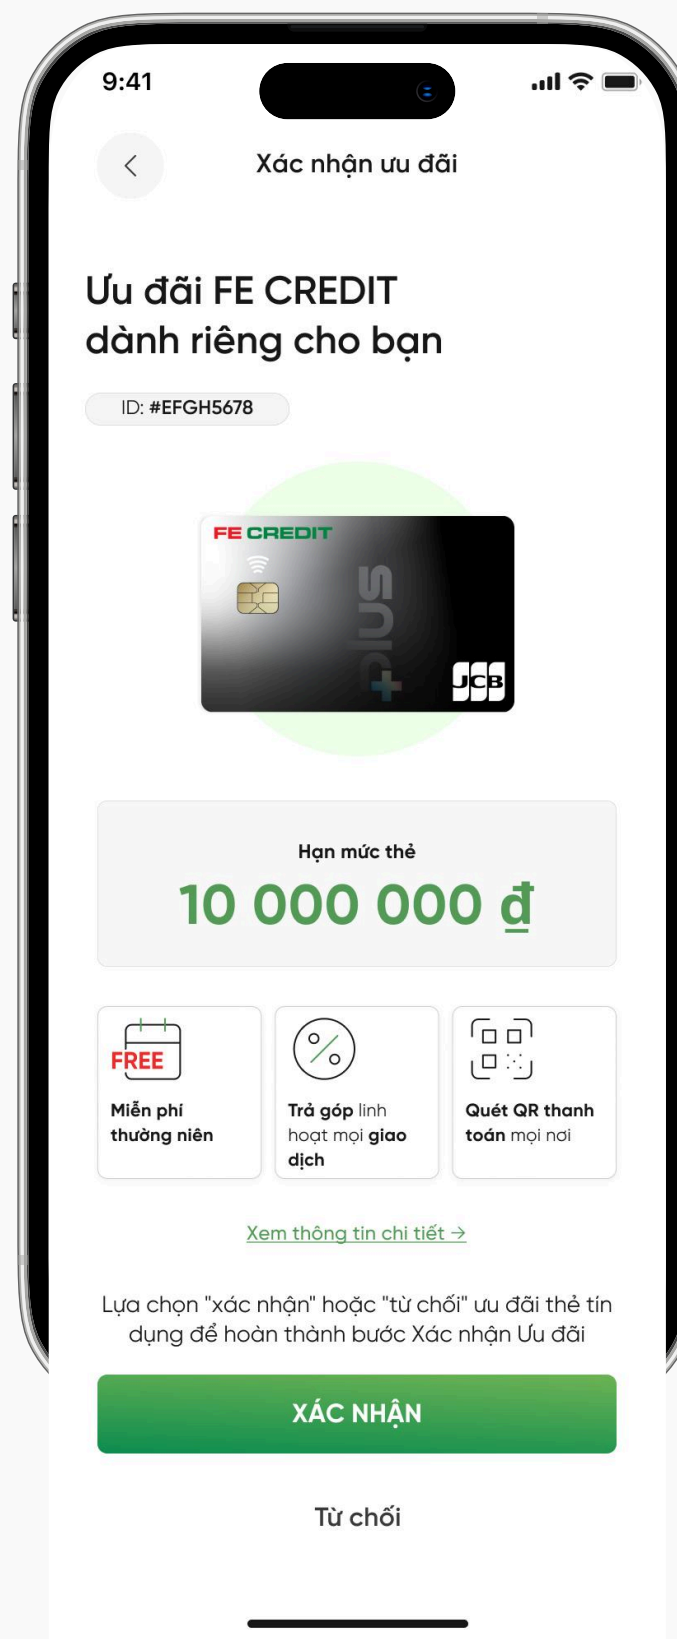 9:41
Xác nhận ưu đãi
Ưu đãi FE CREDIT
dành riêng cho bạn
ID: #EFGH5678
FE CREDIT
plus
JCB
Hạn mức thẻ
10 000 000 ₫
FREE
Miễn phí
thường niên
Trả góp linh
hoạt mọi giao
dịch
Quét QR thanh
toán mọi nơi
Xem thông tin chi tiết →
Lựa chọn "xác nhận" hoặc "từ chối" ưu đãi thẻ tín
dụng để hoàn thành bước Xác nhận Ưu đãi
XÁC NHẬN
Từ chối